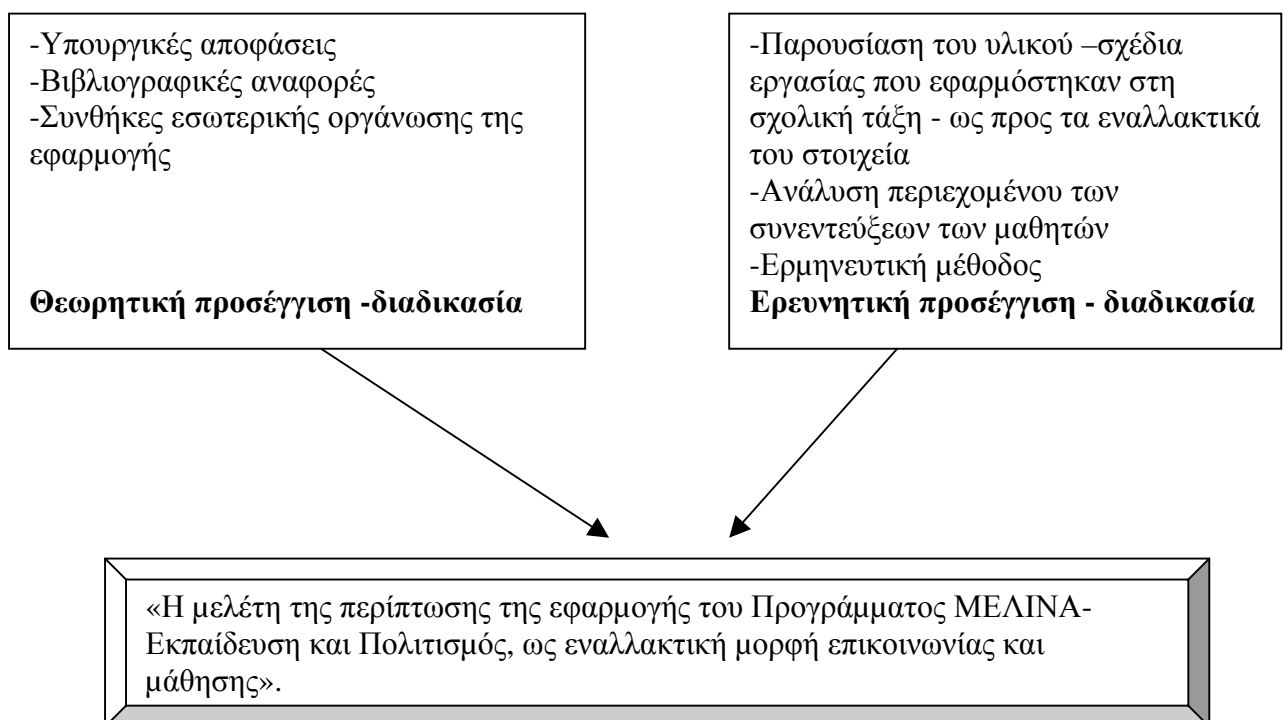 -Υπουργικές αποφάσεις
-Βιβλιογραφικές αναφορές
-Συνθήκες εσωτερικής οργάνωσης της
εφαρμογής
Θεωρητική προσέγγιση -διαδικασία
-Παρουσίαση του υλικού –σχέδια
εργασίας που εφαρμόστηκαν στη
σχολική τάξη - ως προς τα εναλλακτικά
του στοιχεία
-Ανάλυση περιεχομένου των
συνεντεύξεων των μαθητών
-Ερμηνευτική μέθοδος
Ερευνητική προσέγγιση - διαδικασία
«Η μελέτη της περίπτωσης της εφαρμογής του Προγράμματος ΜΕΛΙΝΑ-
Εκπαίδευση και Πολιτισμός, ως εναλλακτική μορφή επικοινωνίας και
μάθησης».